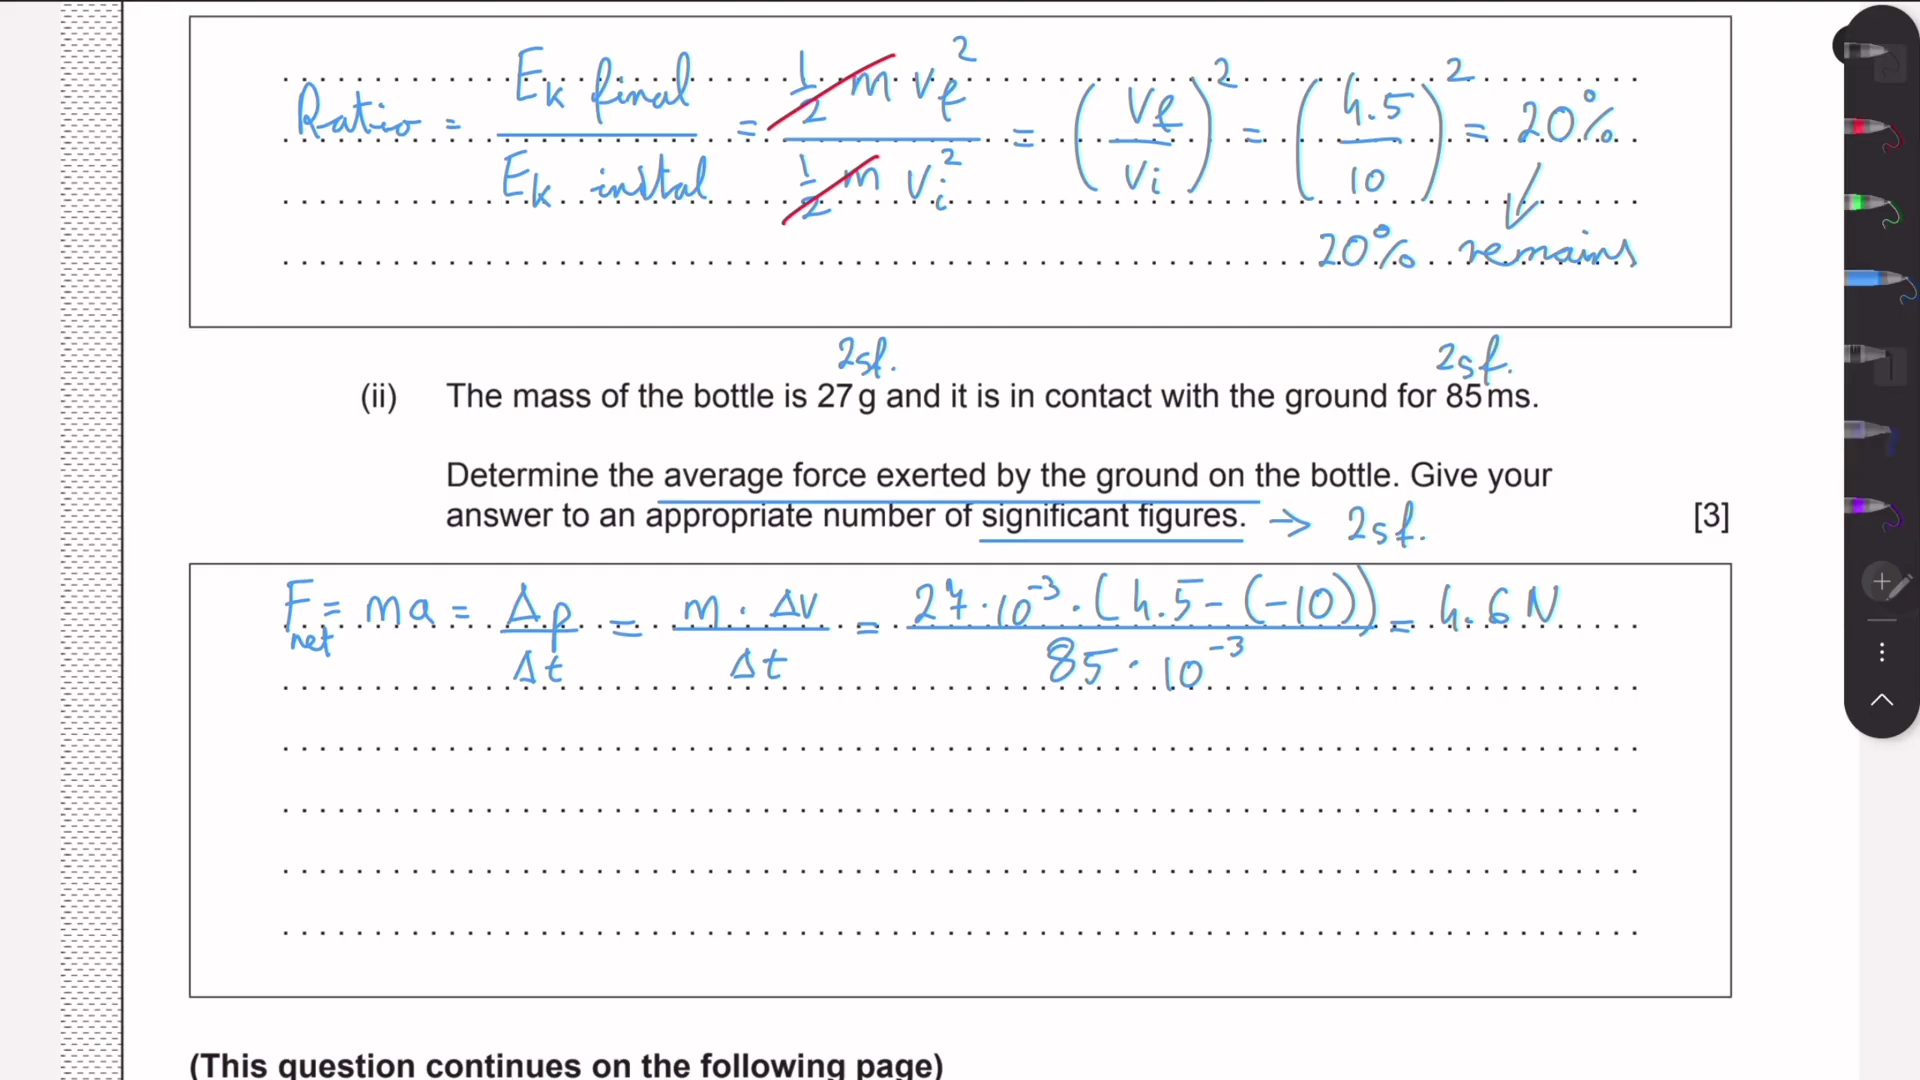 Ratio = Ek final / Ek inital = ½ m vf² / ½ m vi² = (vf / vi)² = (4.5 / 10)² = 20%
20% remains
2sf. 2sf.
(ii) The mass of the bottle is 27 g and it is in contact with the ground for 85 ms.
Determine the average force exerted by the ground on the bottle. Give your
answer to an appropriate number of significant figures. → 2sf. [3]
Fnet = ma = Δp / Δt = m · Δv / Δt = 27·10⁻³·(4.5-(-10)) / 85·10⁻³ = 4.6 N
(This question continues on the following page)